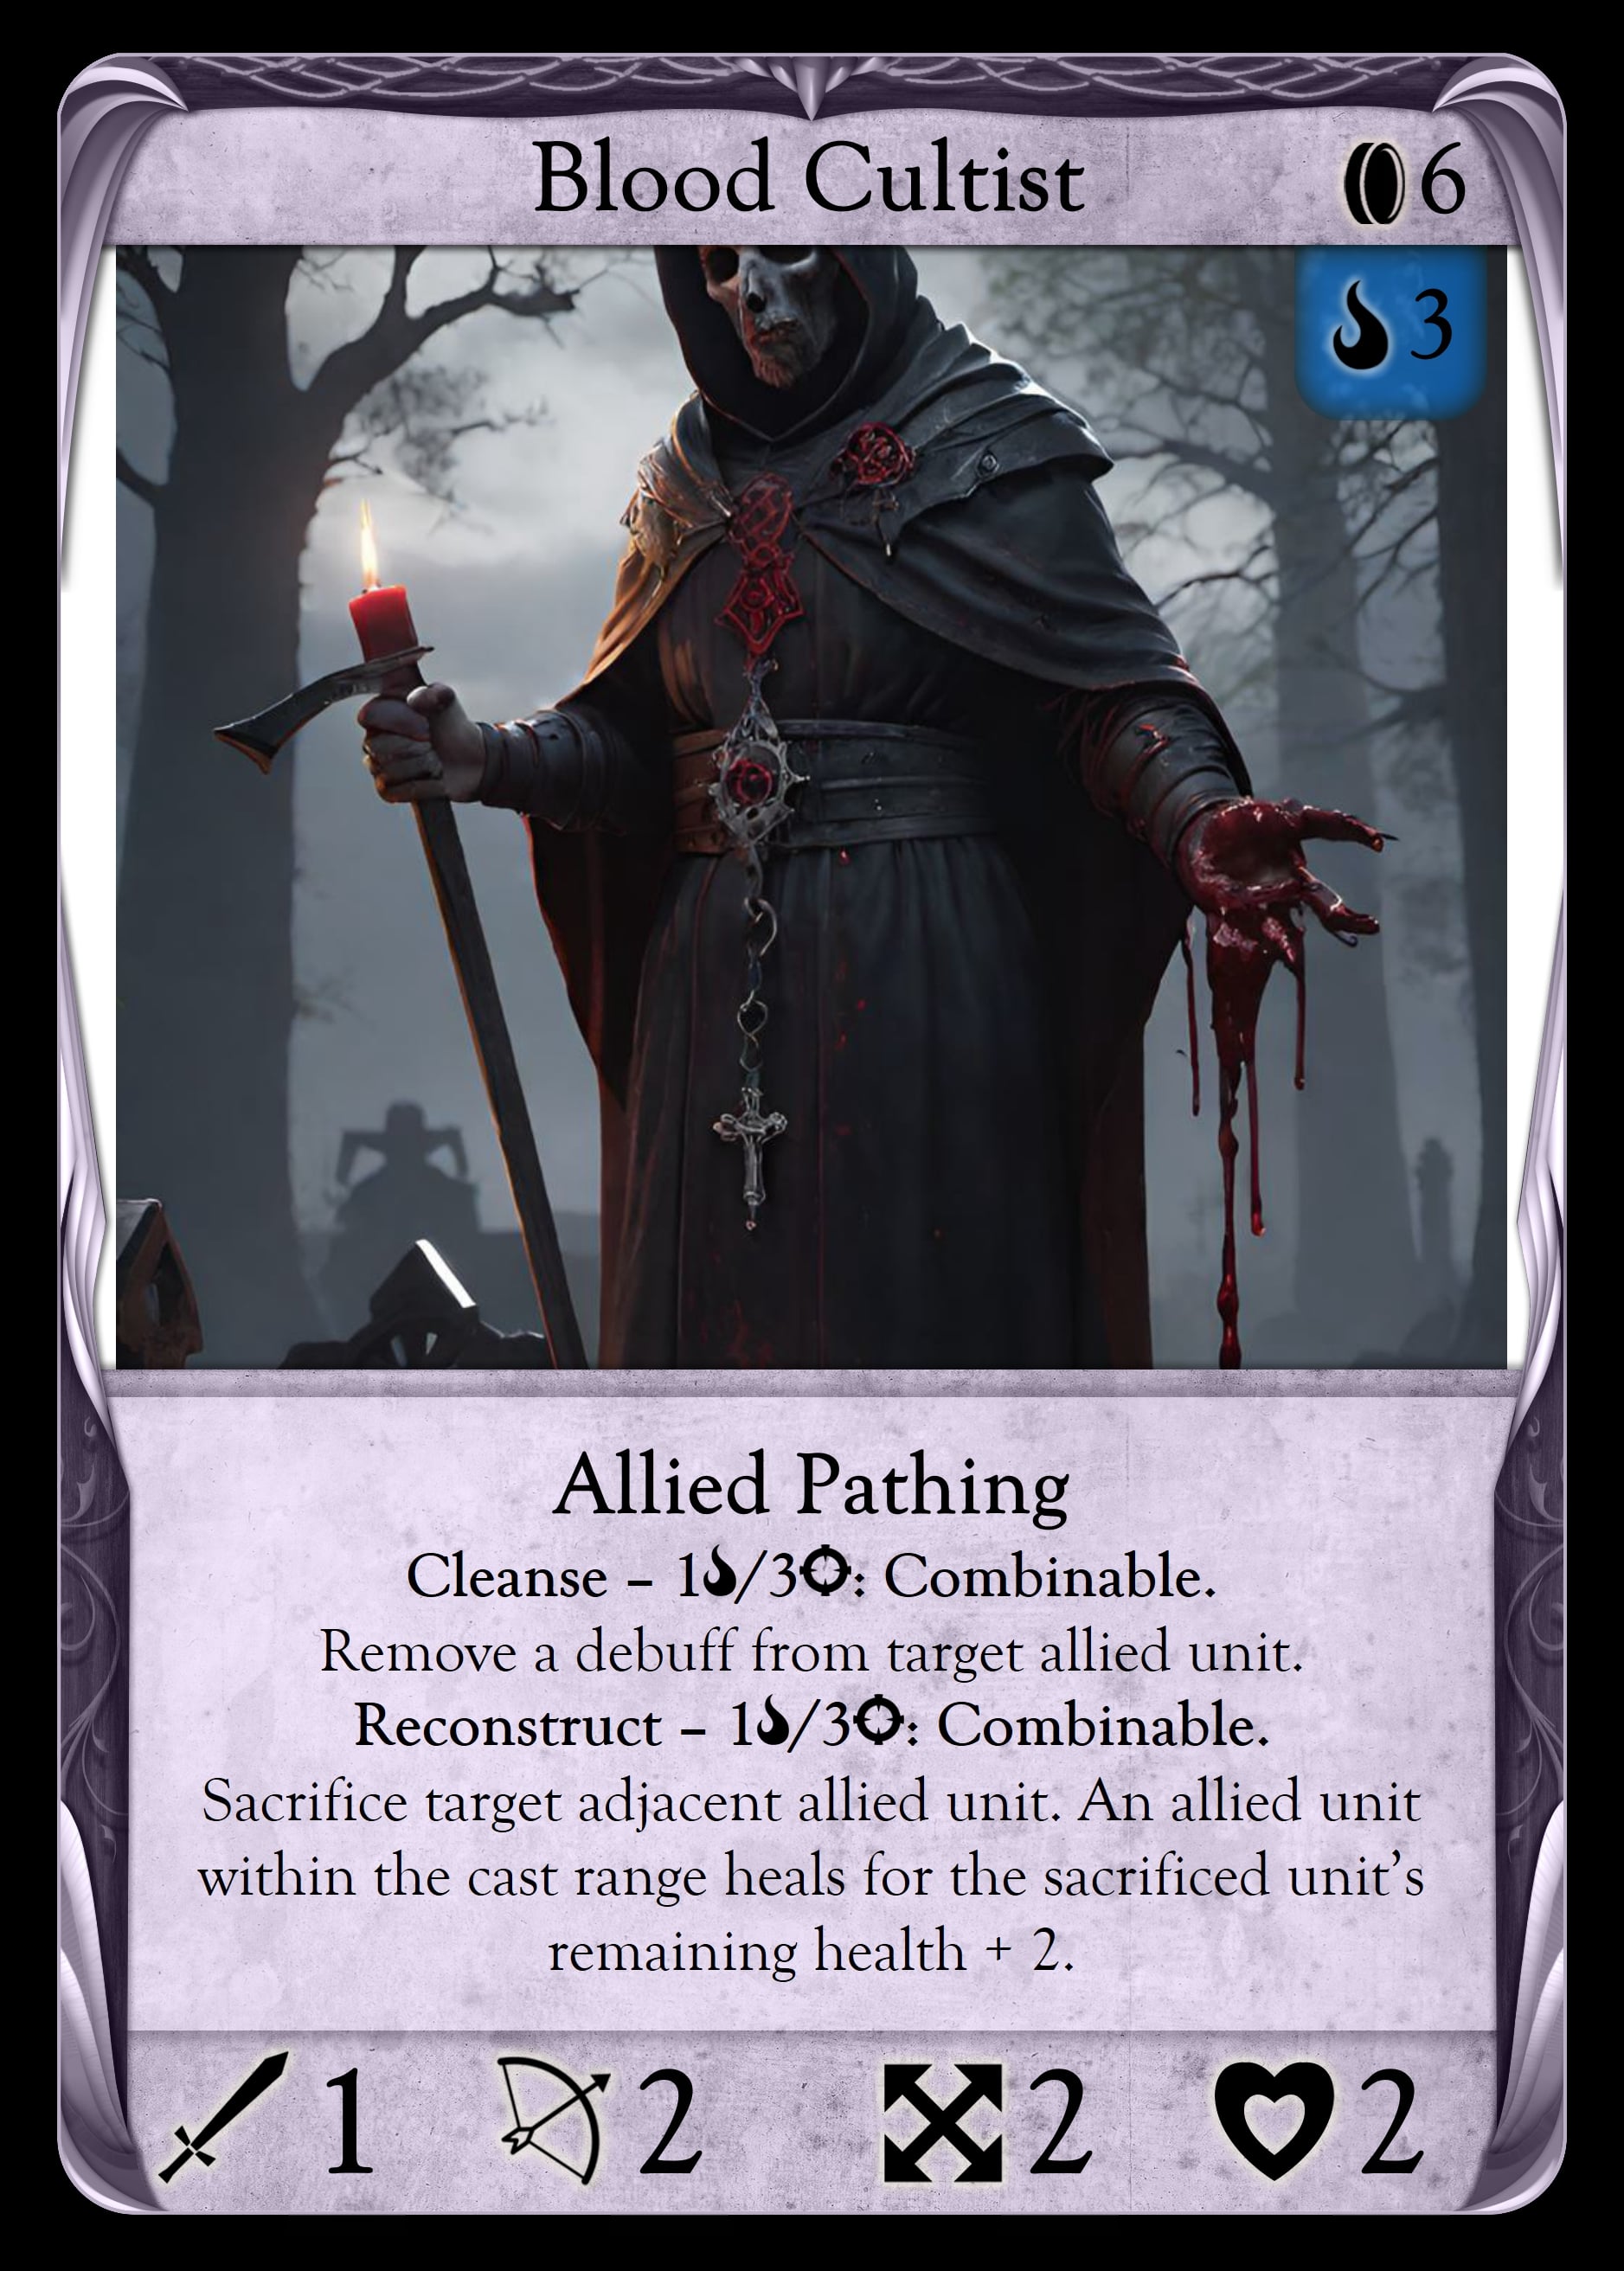 Blood Cultist 6
3
Allied Pathing
Cleanse – 1/3: Combinable.
Remove a debuff from target allied unit.
Reconstruct – 1/3: Combinable.
Sacrifice target adjacent allied unit. An allied unit
within the cast range heals for the sacrificed unit’s
remaining health + 2.
1 2 2 2